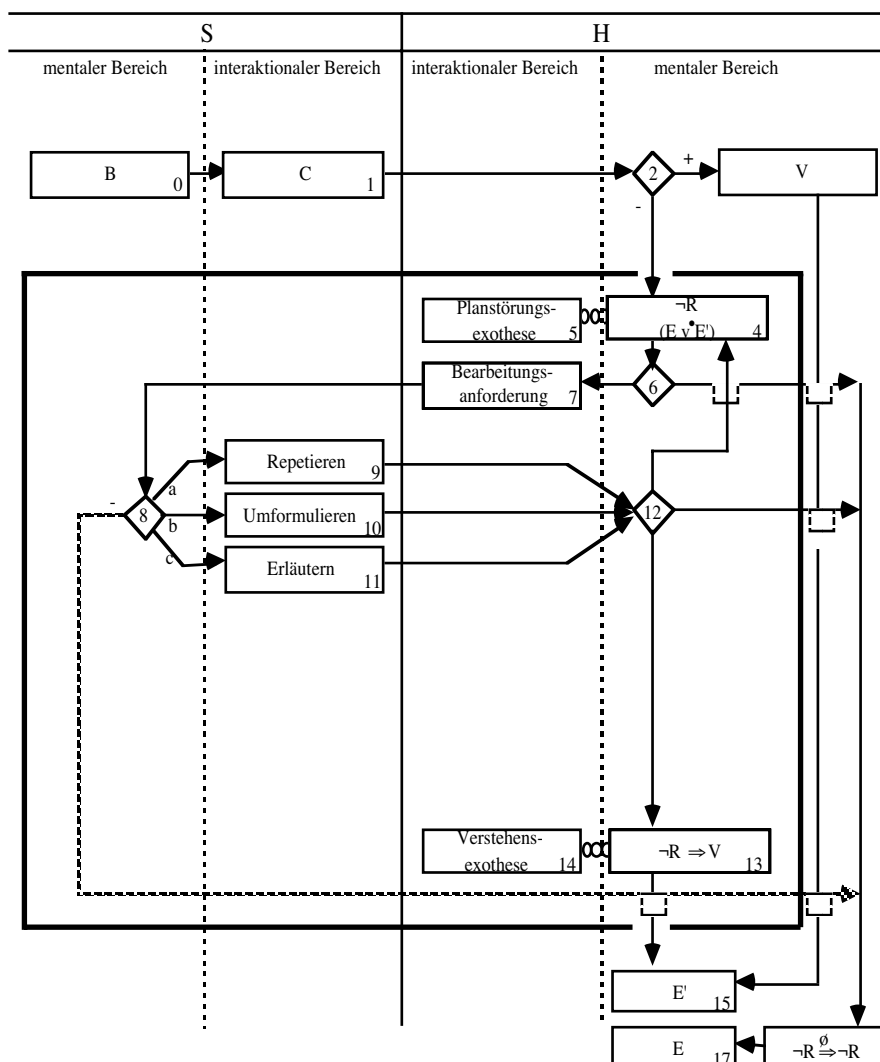 S H
mentaler Bereich interaktionaler Bereich interaktionaler Bereich mentaler Bereich
B 0 C 1 2 + V
-
Planstörungs-
exothese 5
¬R
(E v̇ E') 4
Bearbeitungs-
anforderung 7
6
Repetieren 9
a
- 8 b Umformulieren 10 12
c
Erläutern 11
Verstehens-
exothese 14
¬R ⇒ V 13
E' 15
E 17
ø
¬R ⇒ ¬R